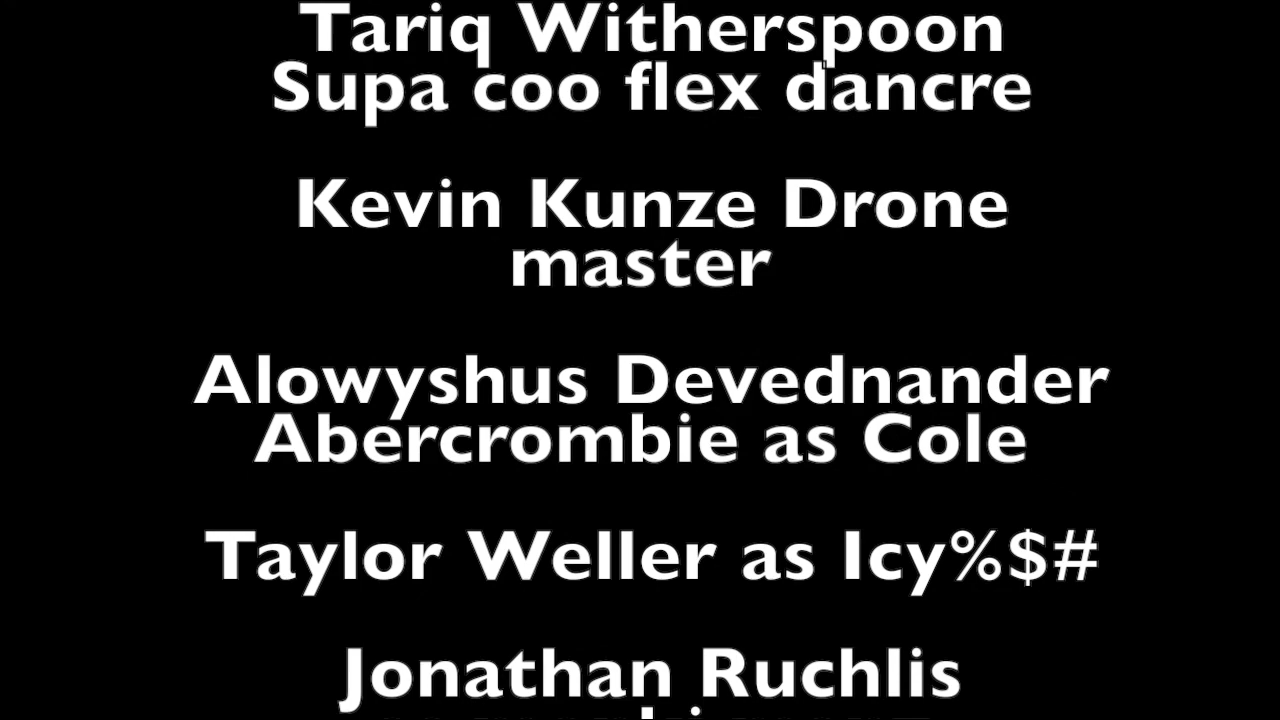 Tariq Witherspoon
Supa coo flex dancre
Kevin Kunze Drone
master
Alowyshus Devednander
Abercrombie as Cole
Taylor Weller as Icy%$#
Jonathan Ruchlis